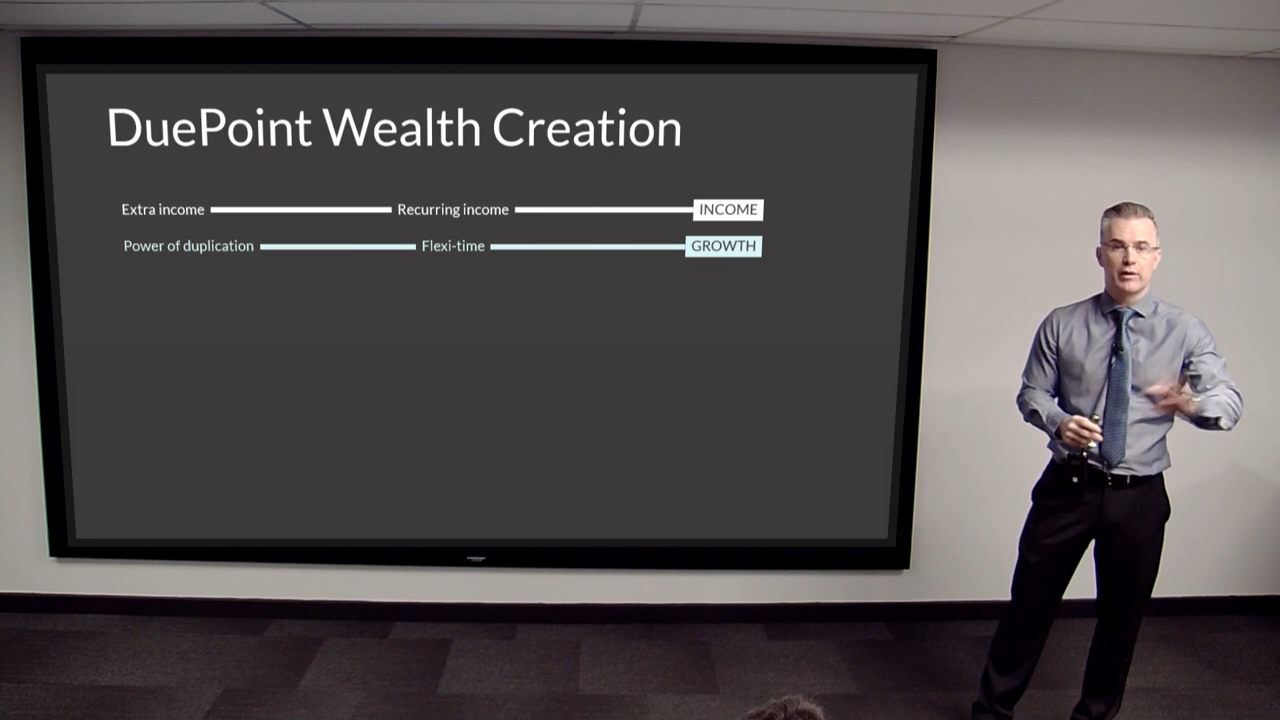 DuePoint Wealth Creation
Extra income Recurring income INCOME
Power of duplication Flexi-time GROWTH